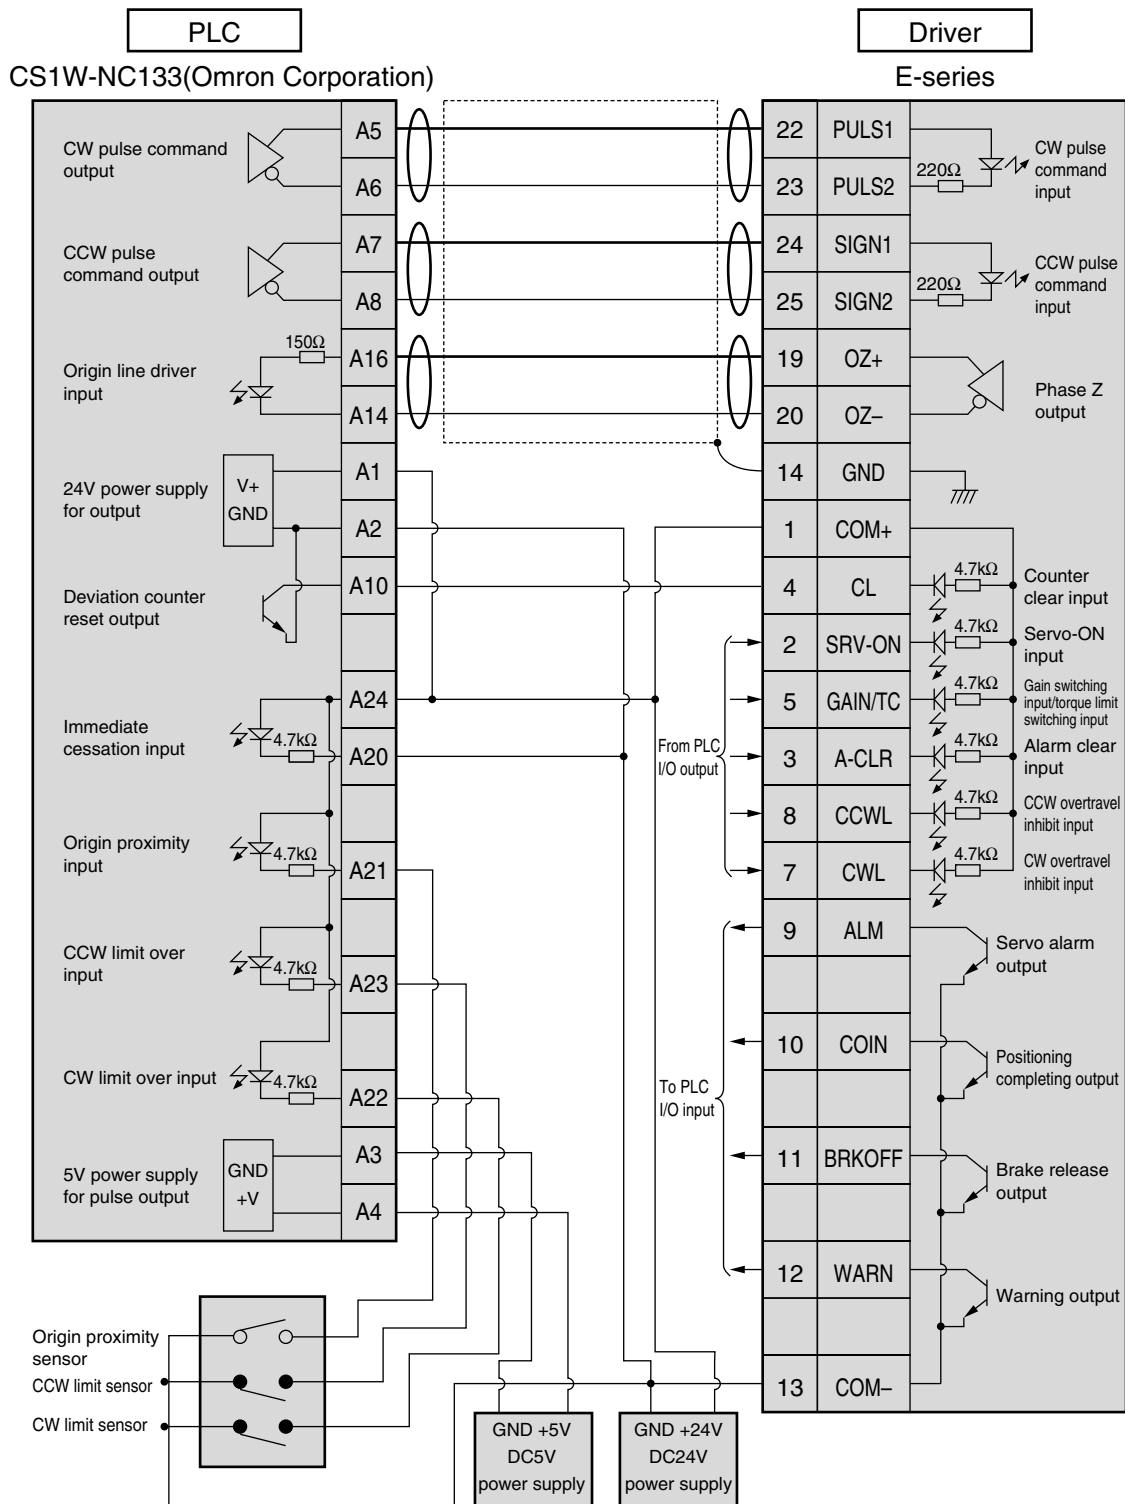 PLC
Driver
CS1W-NC133(Omron Corporation)
E-series
CW pulse command
output
A5
A6
CCW pulse
command output
A7
A8
150Ω
Origin line driver
input
A16
A14
24V power supply
for output
V+
GND
A1
A2
Deviation counter
reset output
A10
Immediate
cessation input
4.7kΩ
A24
A20
Origin proximity
input
4.7kΩ
A21
CCW limit over
input
4.7kΩ
A23
CW limit over input
4.7kΩ
A22
5V power supply
for pulse output
GND
+V
A3
A4
22 PULS1
23 PULS2
220Ω
CW pulse
command
input
24 SIGN1
25 SIGN2
220Ω
CCW pulse
command
input
19 OZ+
20 OZ–
Phase Z
output
14 GND
1 COM+
4 CL
4.7kΩ
Counter
clear input
2 SRV-ON
4.7kΩ
Servo-ON
input
5 GAIN/TC
4.7kΩ
Gain switching
input/torque limit
switching input
From PLC
I/O output
3 A-CLR
4.7kΩ
Alarm clear
input
8 CCWL
4.7kΩ
CCW overtravel
inhibit input
7 CWL
4.7kΩ
CW overtravel
inhibit input
9 ALM
Servo alarm
output
10 COIN
Positioning
completing output
To PLC
I/O input
11 BRKOFF
Brake release
output
12 WARN
Warning output
13 COM–
Origin proximity
sensor
CCW limit sensor
CW limit sensor
GND +5V
DC5V
power supply
GND +24V
DC24V
power supply